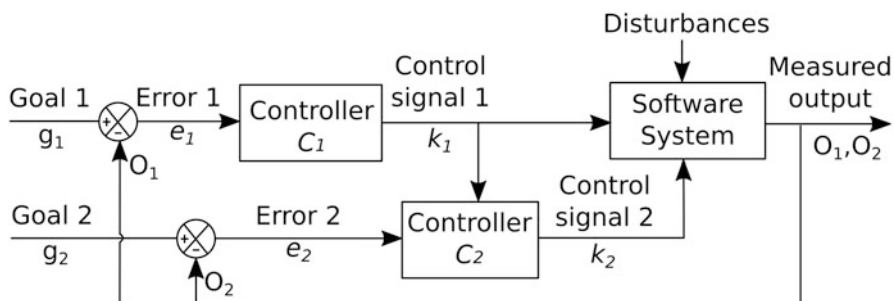 Disturbances
Goal 1
g1
+
−
Error 1
e1
O1
Controller
C1
Control
signal 1
k1
Software
System
Measured
output
O1,O2
Goal 2
g2
+
−
Error 2
e2
O2
Controller
C2
Control
signal 2
k2